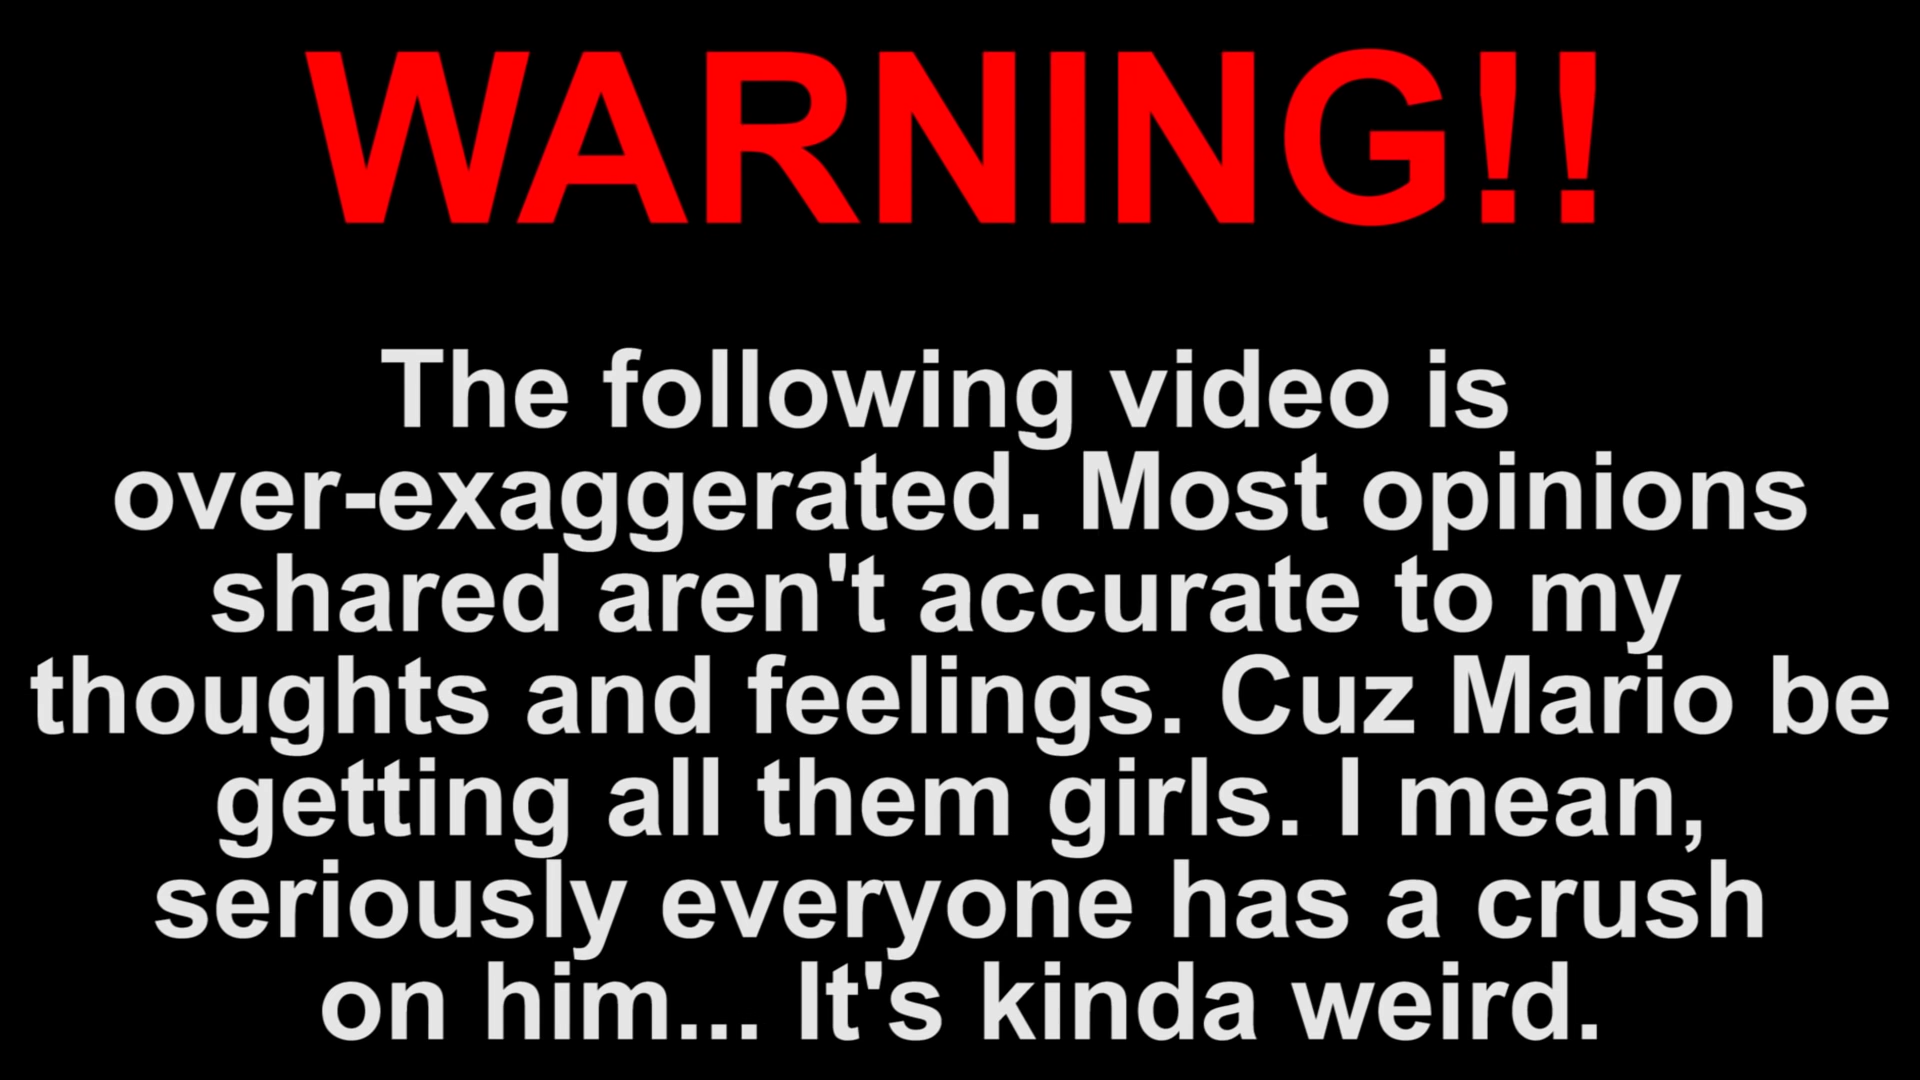 WARNING!!
The following video is
over-exaggerated. Most opinions
shared aren't accurate to my
thoughts and feelings. Cuz Mario be
getting all them girls. I mean,
seriously everyone has a crush
on him... It's kinda weird.